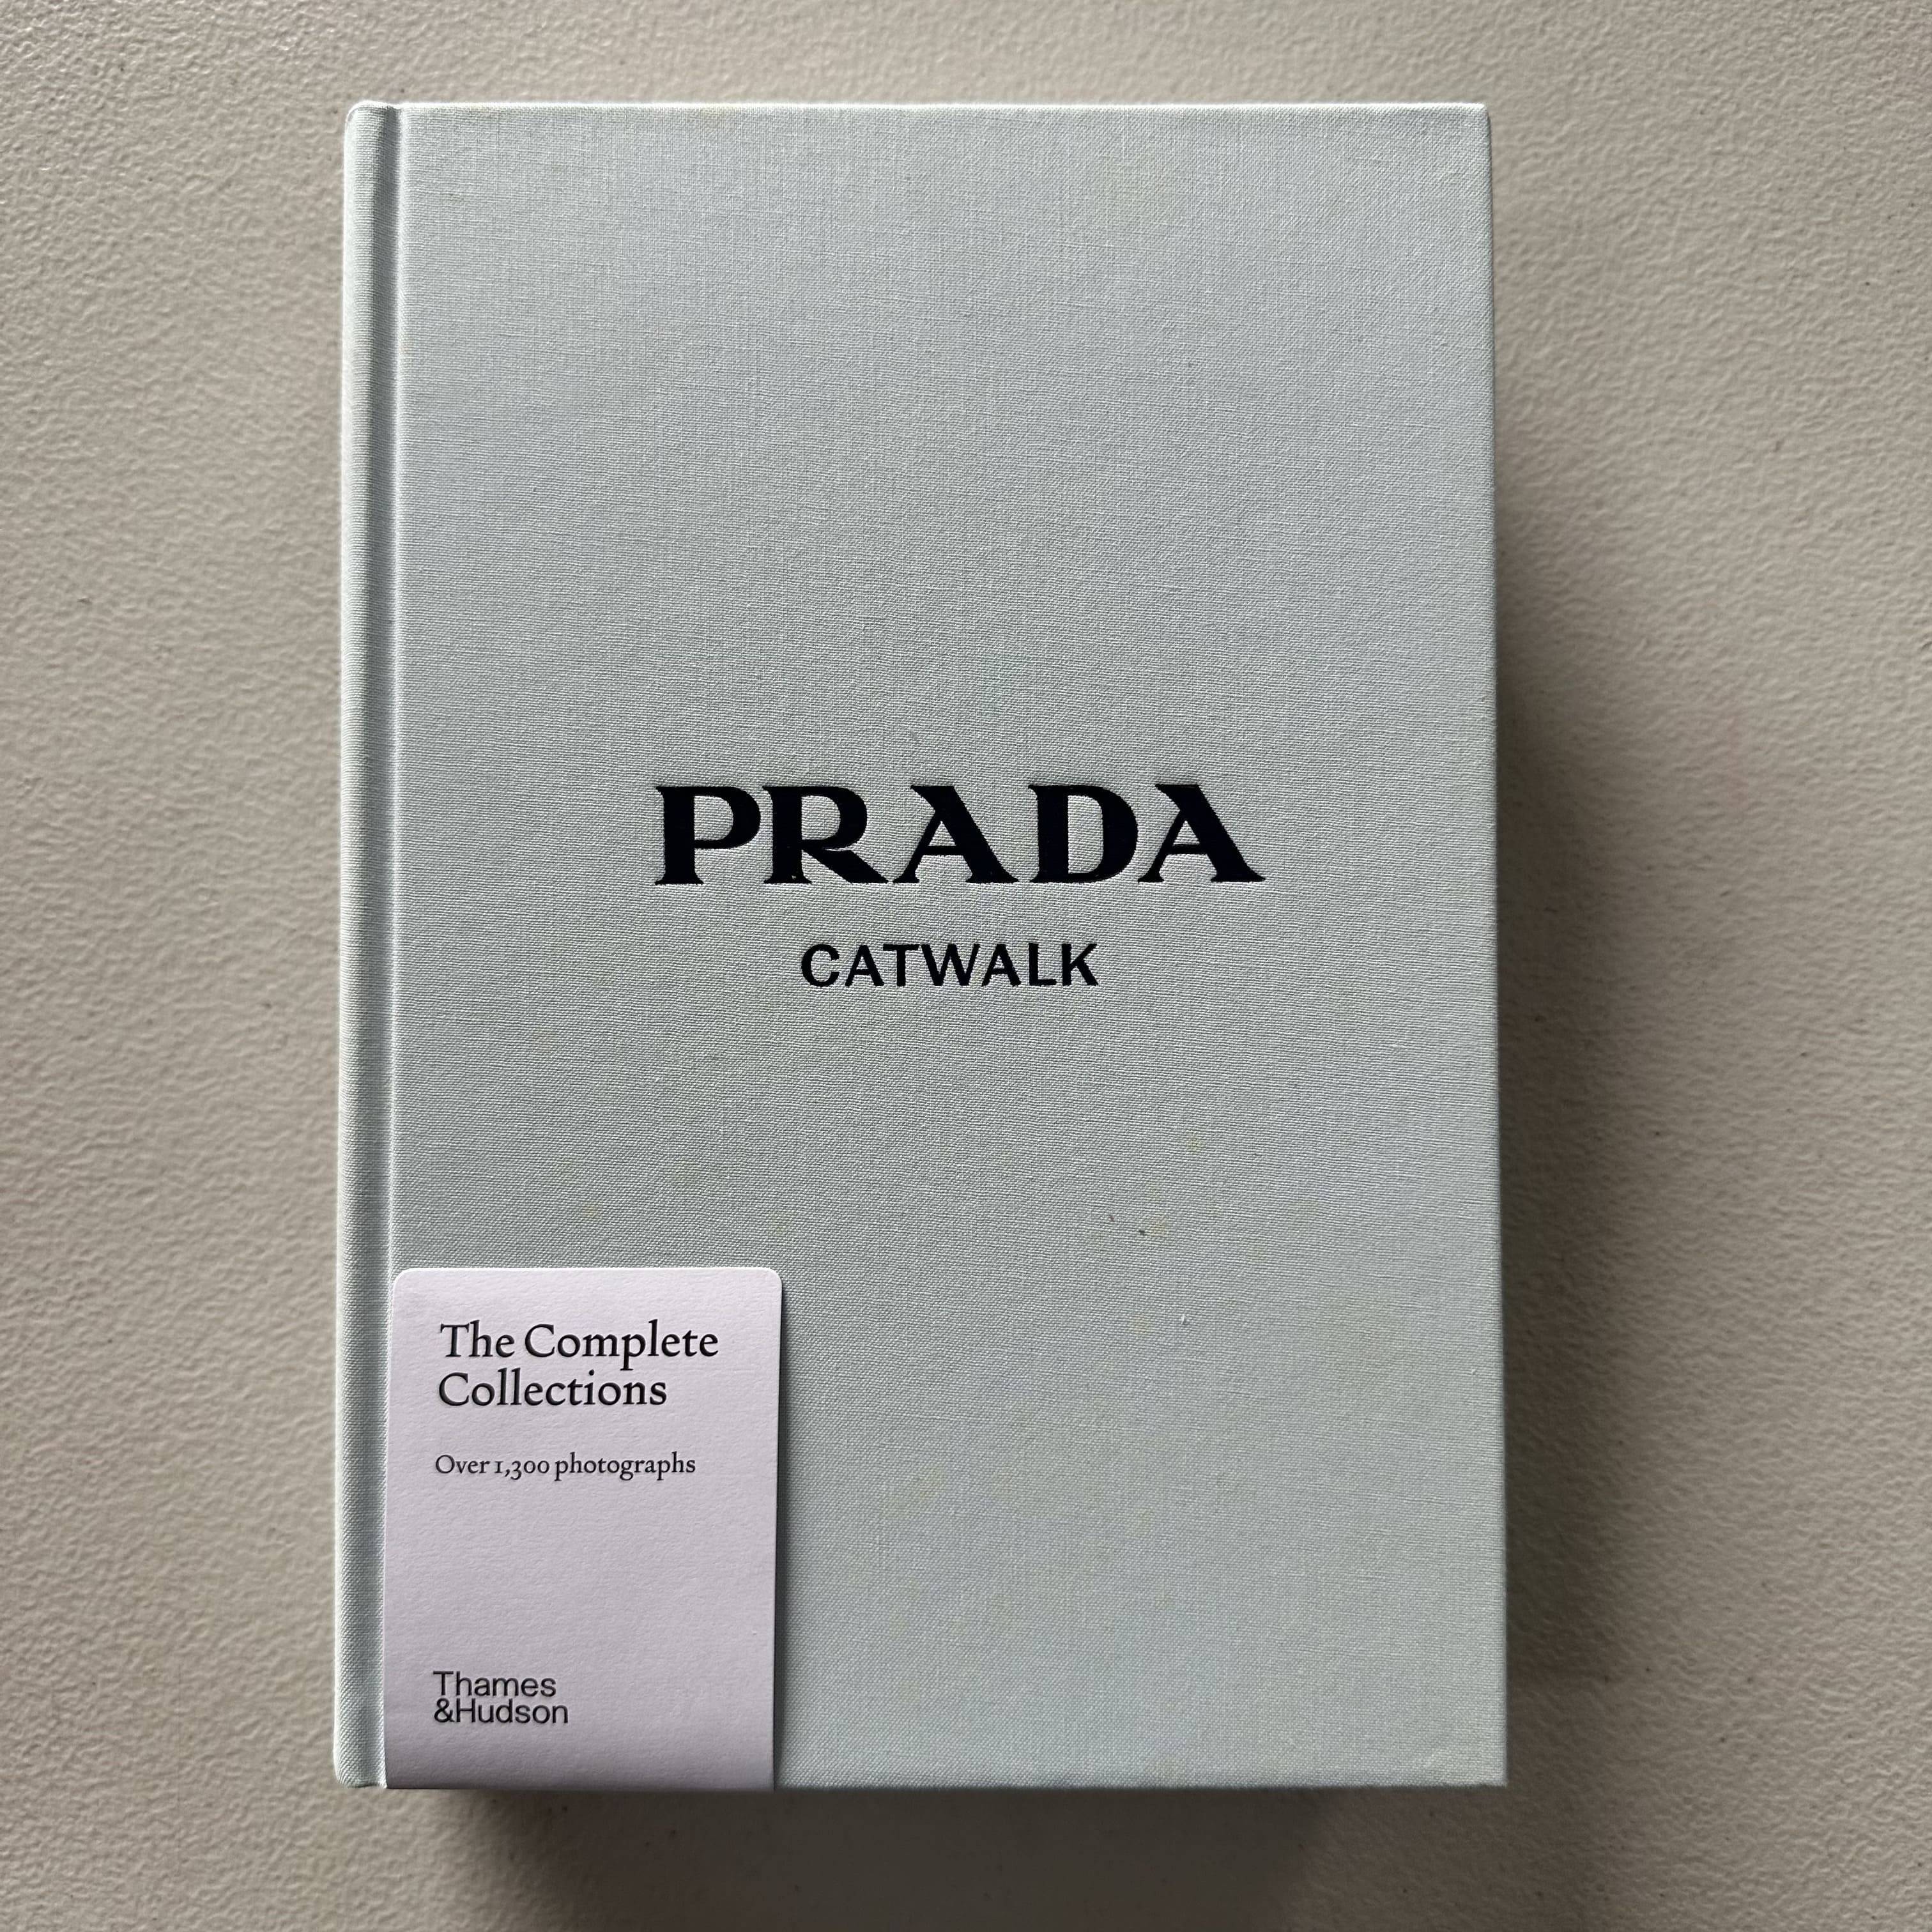 PRADA
CATWALK
The Complete
Collections
Over 1,300 photographs
Thames
&Hudson